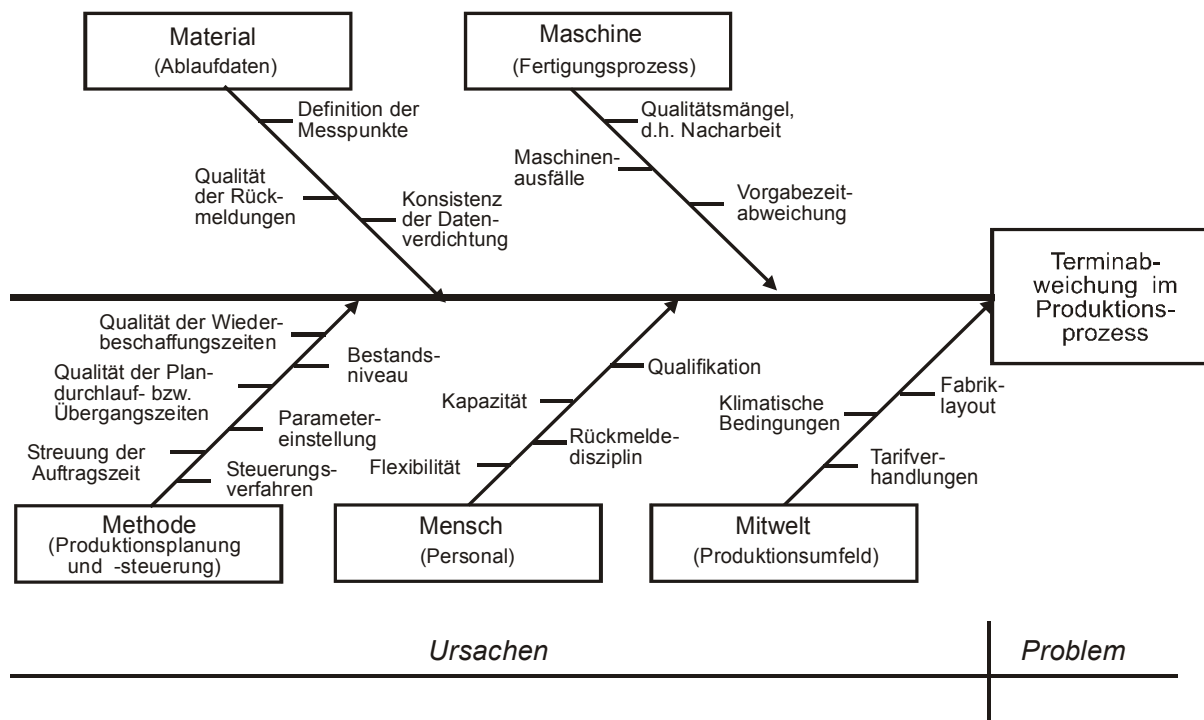 Material
(Ablaufdaten)
Maschine
(Fertigungsprozess)
Definition der
Messpunkte
Qualität
der Rück-
meldungen
Konsistenz
der Daten-
verdichtung
Qualitätsmängel,
d.h. Nacharbeit
Maschinen-
ausfälle
Vorgabezeit-
abweichung
Terminab-
weichung im
Produktions-
prozess
Qualität der Wieder-
beschaffungszeiten
Bestands-
niveau
Qualität der Plan-
durchlauf- bzw.
Übergangszeiten
Parameter-
einstellung
Streuung der
Auftragszeit
Steuerungs-
verfahren
Qualifikation
Kapazität
Rückmelde-
disziplin
Flexibilität
Fabrik-
layout
Klimatische
Bedingungen
Tarifver-
handlungen
Methode
(Produktionsplanung
und -steuerung)
Mensch
(Personal)
Mitwelt
(Produktionsumfeld)
Ursachen
Problem